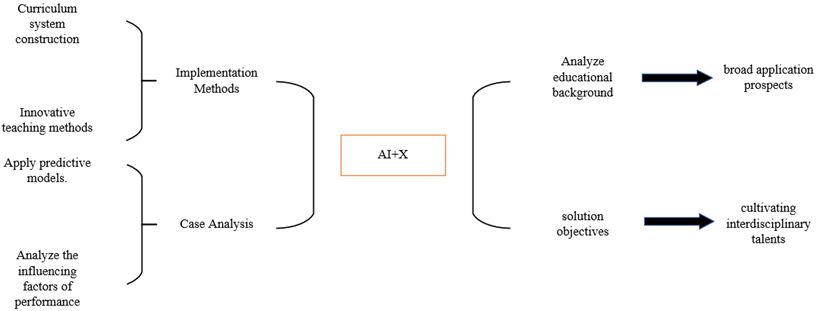 Curriculum
system
construction
Innovative
teaching methods
Apply predictive
models.
Analyze the
influencing
factors of
performance
Implementation
Methods
Case Analysis
AI+X
Analyze
educational
background
solution
objectives
broad application
prospects
cultivating
interdisciplinary
talents